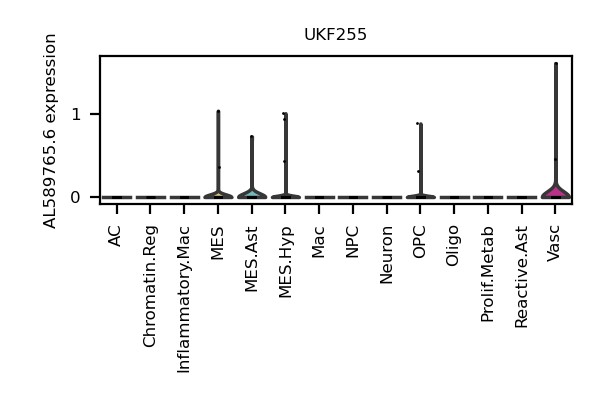 UKF255
AL589765.6 expression
1
0
AC
Chromatin.Reg
Inflammatory.Mac
MES
MES.Ast
MES.Hyp
Mac
NPC
Neuron
OPC
Oligo
Prolif.Metab
Reactive.Ast
Vasc